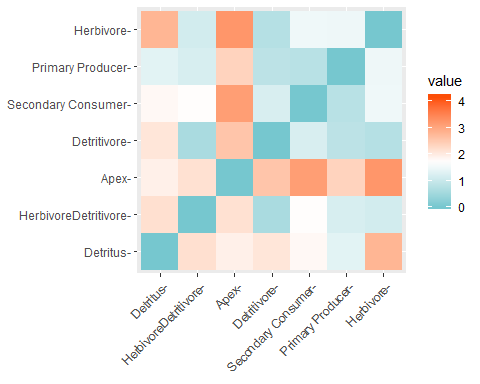 Herbivore-
Primary Producer-
Secondary Consumer-
Detritivore-
Apex-
HerbivoreDetritivore-
Detritus-
value
4
3
2
1
0
Detritus-
HerbivoreDetritivore-
Apex-
Detritivore-
Secondary Consumer-
Primary Producer-
Herbivore-